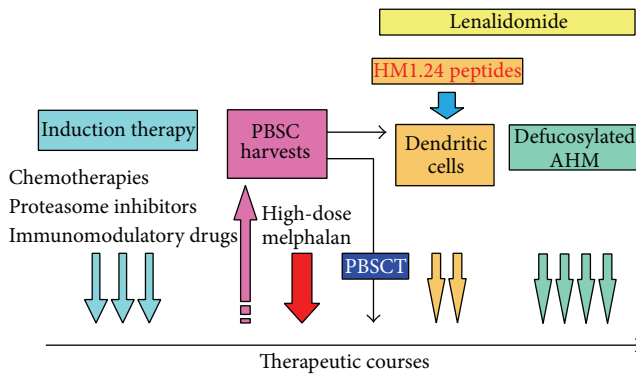 Lenalidomide
HM1.24 peptides
Induction therapy
PBSC
harvests
Dendritic
cells
Defucosylated
AHM
Chemotherapies
Proteasome inhibitors
Immunomodulatory drugs
High-dose
melphalan
PBSCT
Therapeutic courses